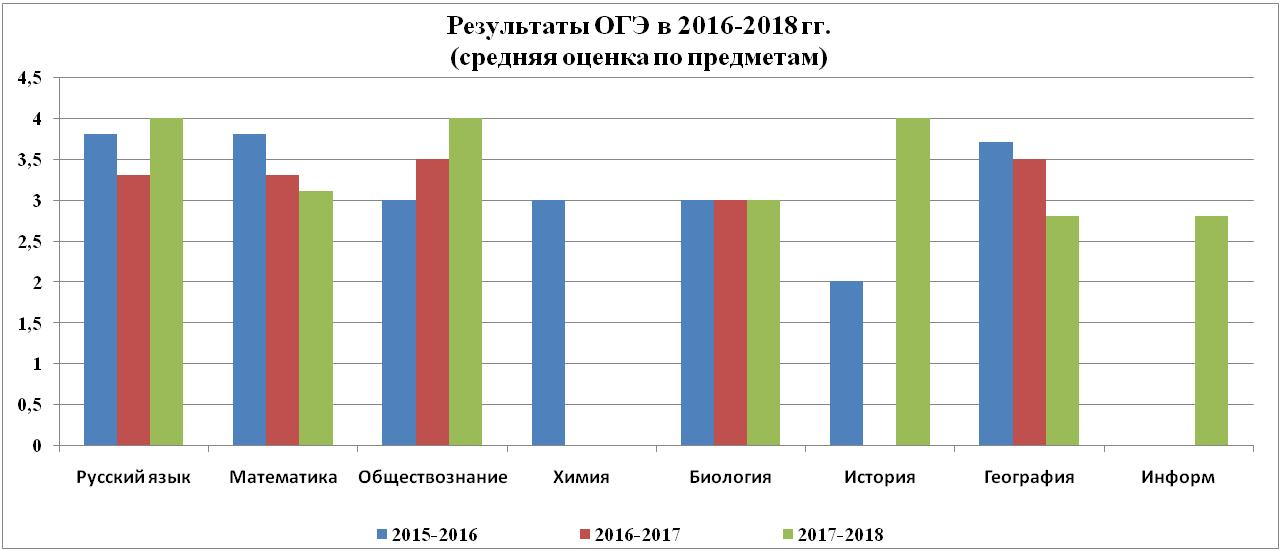 Результаты ОГЭ в 2016-2018 гг.
(средняя оценка по предметам)
4,5
4
3,5
3
2,5
2
1,5
1
0,5
0
Русский язык Математика Обществознание Химия Биология История География Информ
2015-2016 2016-2017 2017-2018